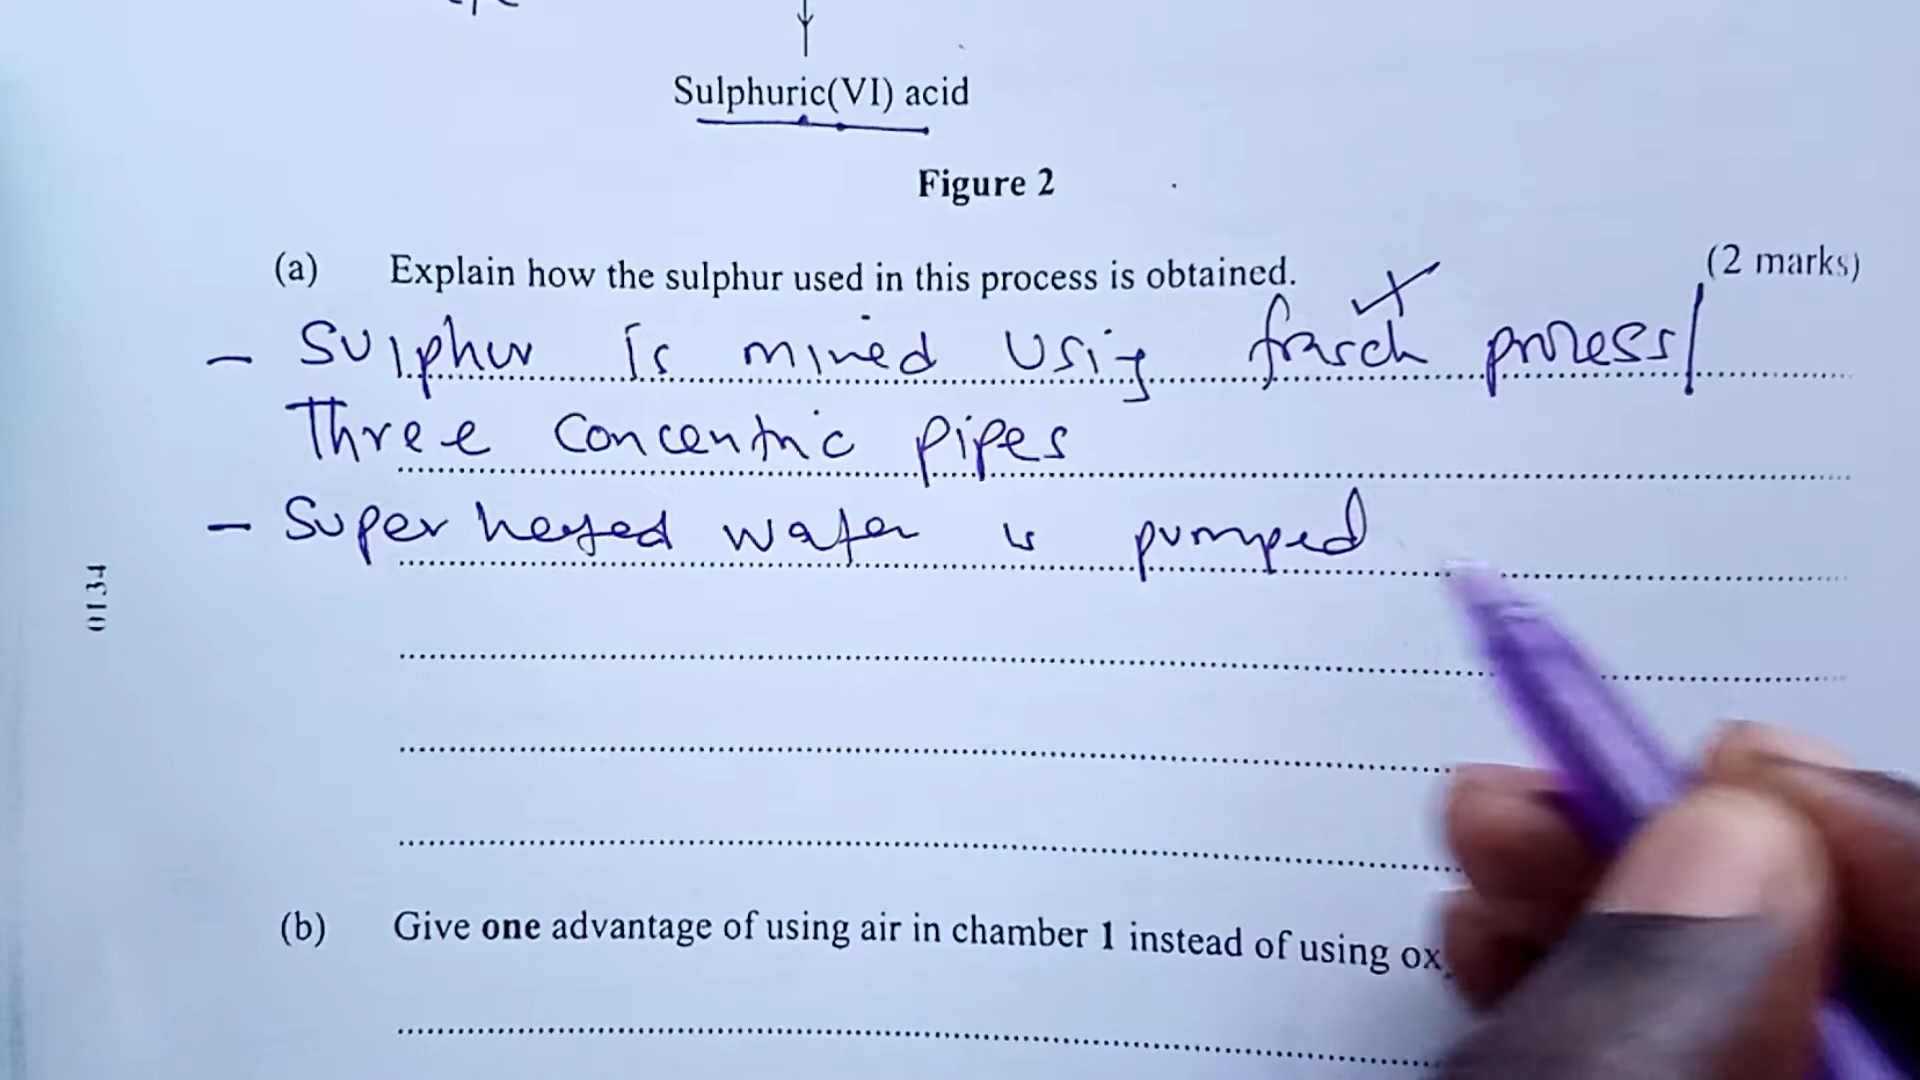 Sulphuric(VI) acid
Figure 2
(a) Explain how the sulphur used in this process is obtained. (2 marks)
- Sulphur is mined using frasch process/
Three concentric pipes
- Super heated water is pumped
0134
(b) Give one advantage of using air in chamber 1 instead of using ox